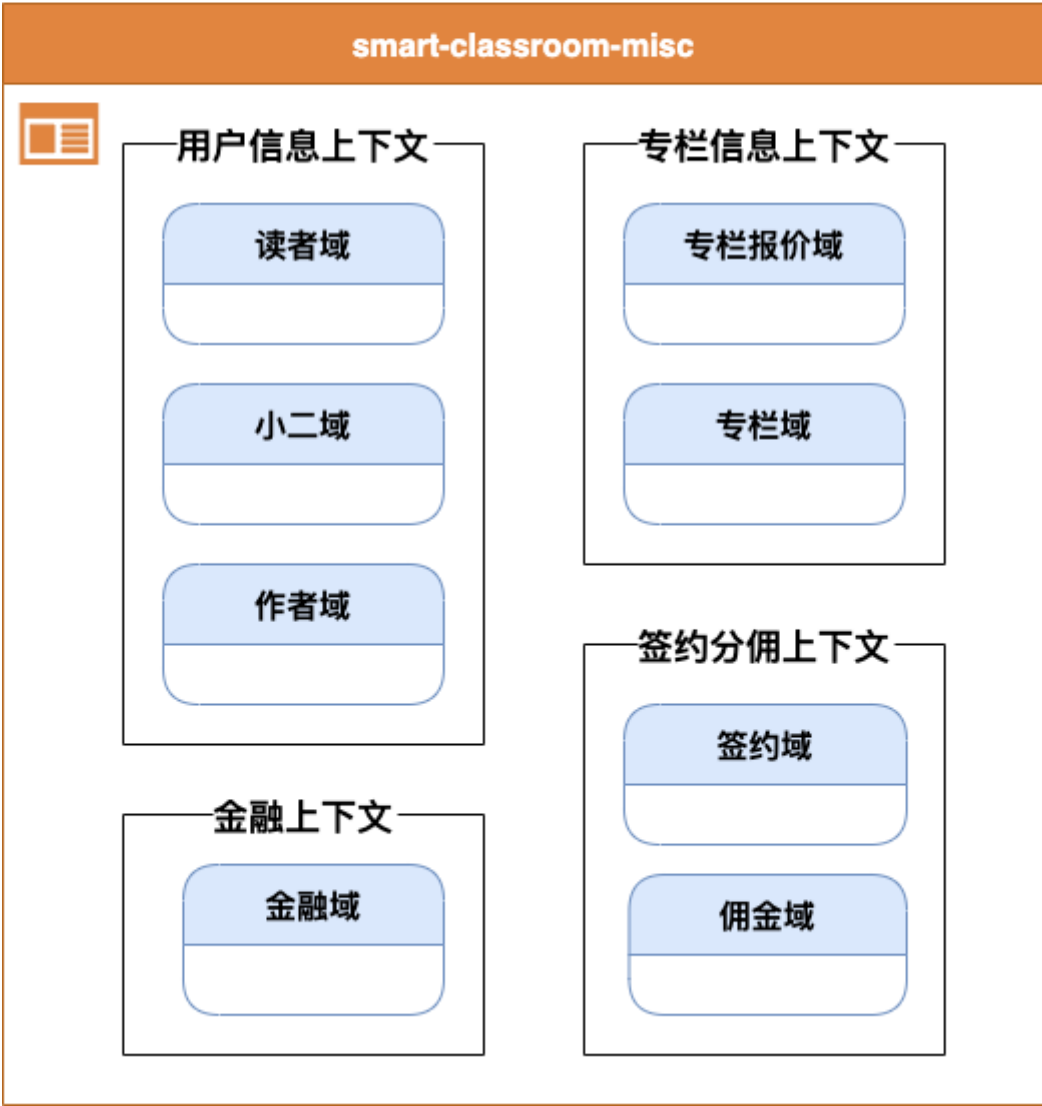 smart-classroom-misc
用户信息上下文
读者域
小二域
作者域
专栏信息上下文
专栏报价域
专栏域
金融上下文
金融域
签约分佣上下文
签约域
佣金域